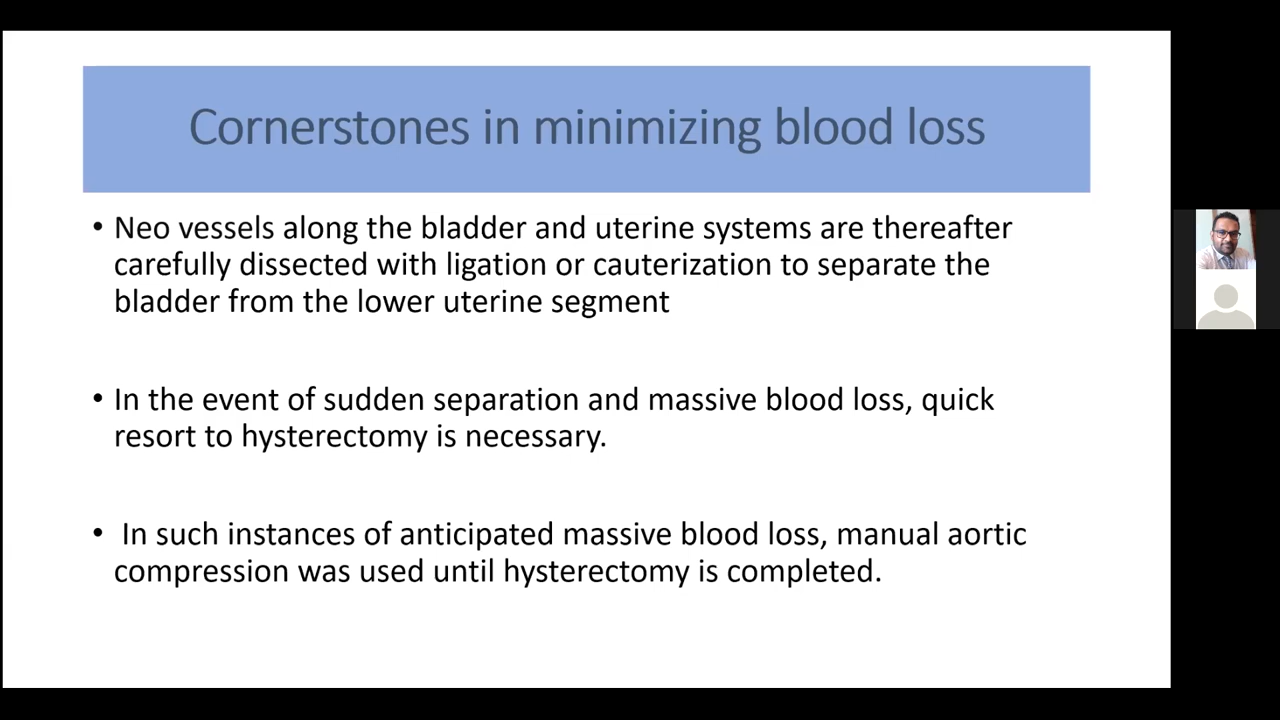 Cornerstones in minimizing blood loss
• Neo vessels along the bladder and uterine systems are thereafter
carefully dissected with ligation or cauterization to separate the
bladder from the lower uterine segment
• In the event of sudden separation and massive blood loss, quick
resort to hysterectomy is necessary.
• In such instances of anticipated massive blood loss, manual aortic
compression was used until hysterectomy is completed.